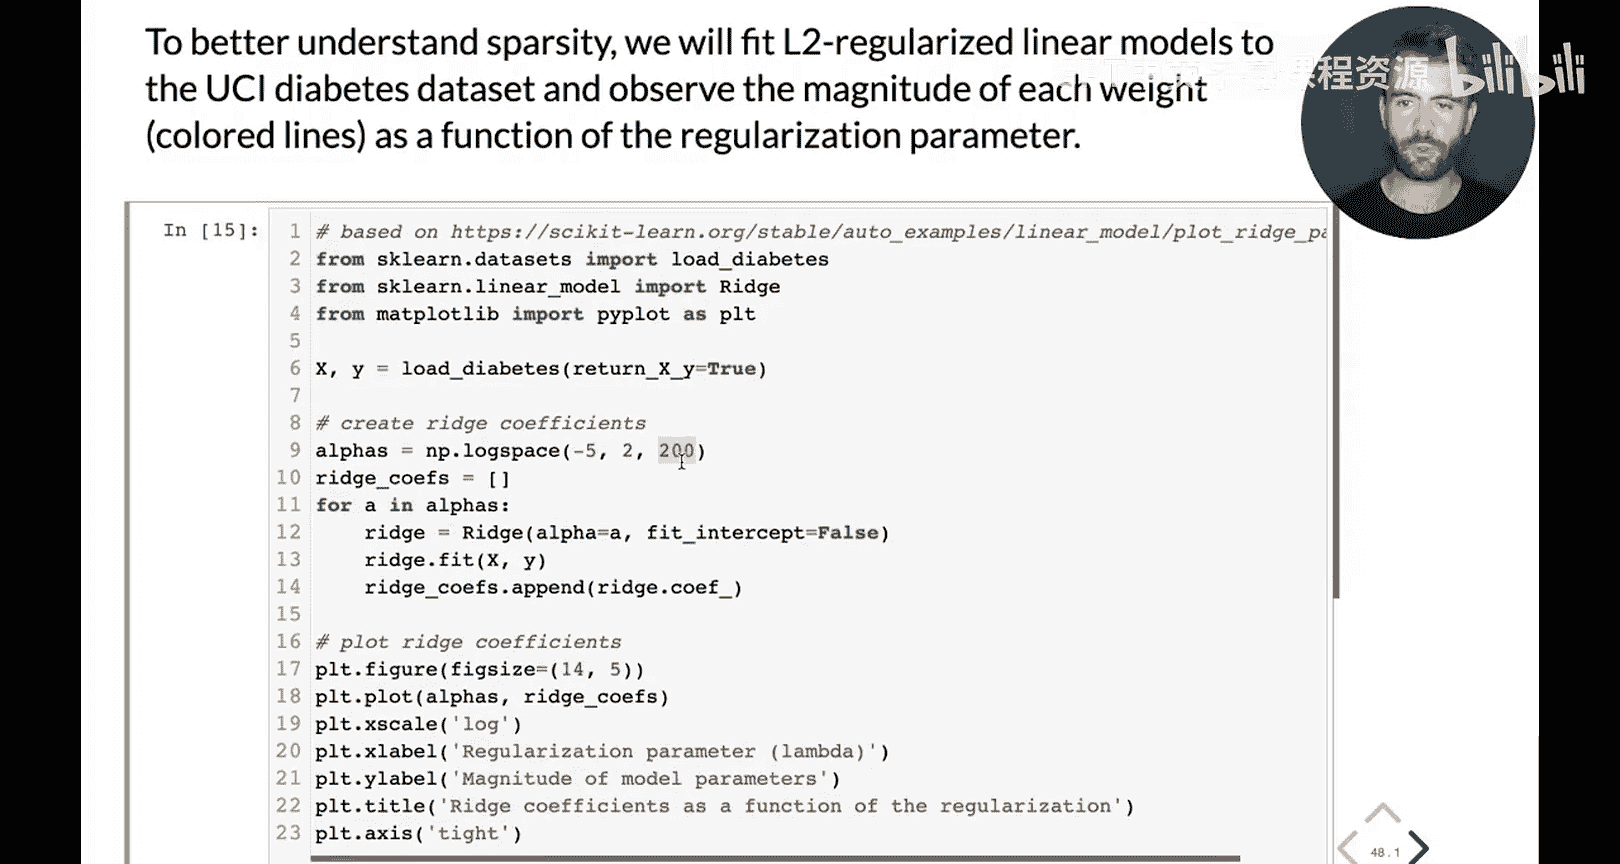 To better understand sparsity, we will fit L2-regularized linear models to
the UCI diabetes dataset and observe the magnitude of each weight
(colored lines) as a function of the regularization parameter.
课程资源 bilibili
In [15]:
1 # based on https://scikit-learn.org/stable/auto_examples/linear_model/plot_ridge_pa
2 from sklearn.datasets import load_diabetes
3 from sklearn.linear_model import Ridge
4 from matplotlib import pyplot as plt
5
6 X, y = load_diabetes(return_X_y=True)
7
8 # create ridge coefficients
9 alphas = np.logspace(-5, 2, 200)
10 ridge_coefs = []
11 for a in alphas:
12     ridge = Ridge(alpha=a, fit_intercept=False)
13     ridge.fit(X, y)
14     ridge_coefs.append(ridge.coef_)
15
16 # plot ridge coefficients
17 plt.figure(figsize=(14, 5))
18 plt.plot(alphas, ridge_coefs)
19 plt.xscale('log')
20 plt.xlabel('Regularization parameter (lambda)')
21 plt.ylabel('Magnitude of model parameters')
22 plt.title('Ridge coefficients as a function of the regularization')
23 plt.axis('tight')
48.1